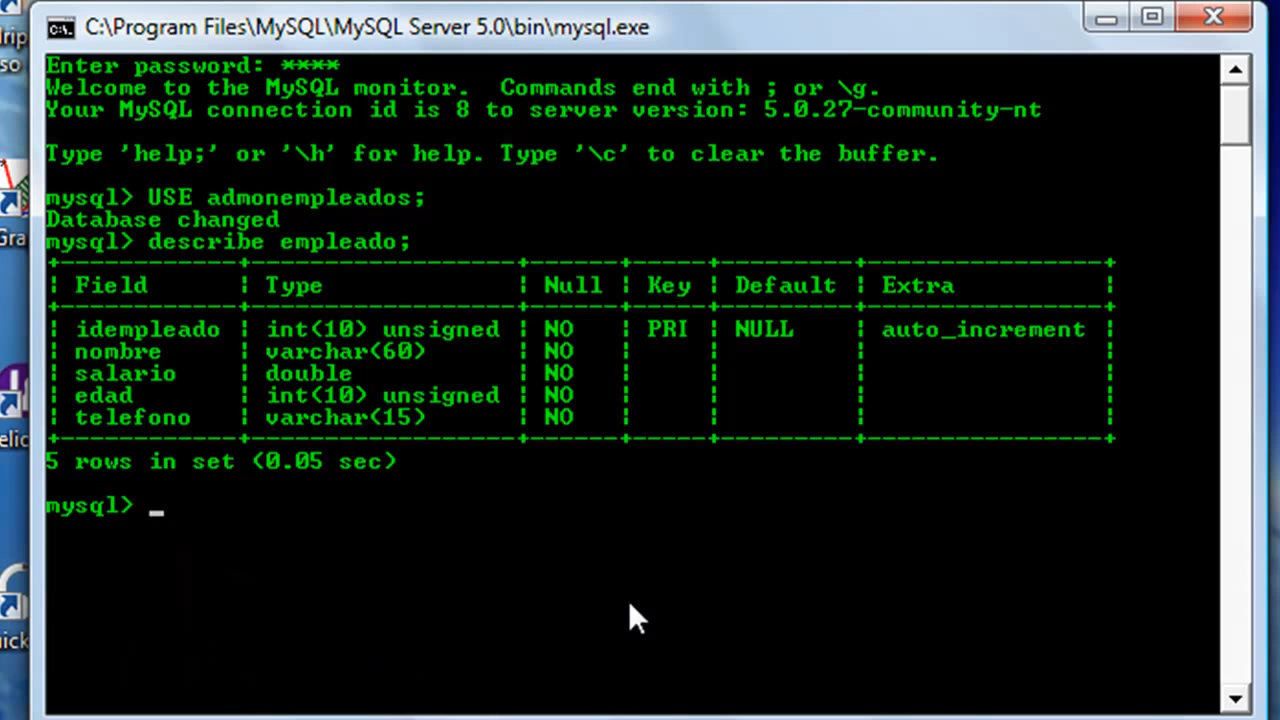 C:\Program Files\MySQL\MySQL Server 5.0\bin\mysql.exe
Enter password: ****
Welcome to the MySQL monitor.  Commands end with ; or \g.
Your MySQL connection id is 8 to server version: 5.0.27-community-nt
Type 'help;' or '\h' for help. Type '\c' to clear the buffer.
mysql> USE admonempleados;
Database changed
mysql> describe empleado;
+-------------+------------------+------+-----+---------+----------------+
| Field       | Type             | Null | Key | Default | Extra          |
+-------------+------------------+------+-----+---------+----------------+
| idempleado  | int(10) unsigned | NO   | PRI | NULL    | auto_increment |
| nombre      | varchar(60)      | NO   |     |         |                |
| salario     | double           | NO   |     |         |                |
| edad        | int(10) unsigned | NO   |     |         |                |
| telefono    | varchar(15)      | NO   |     |         |                |
+-------------+------------------+------+-----+---------+----------------+
5 rows in set (0.05 sec)
mysql> _